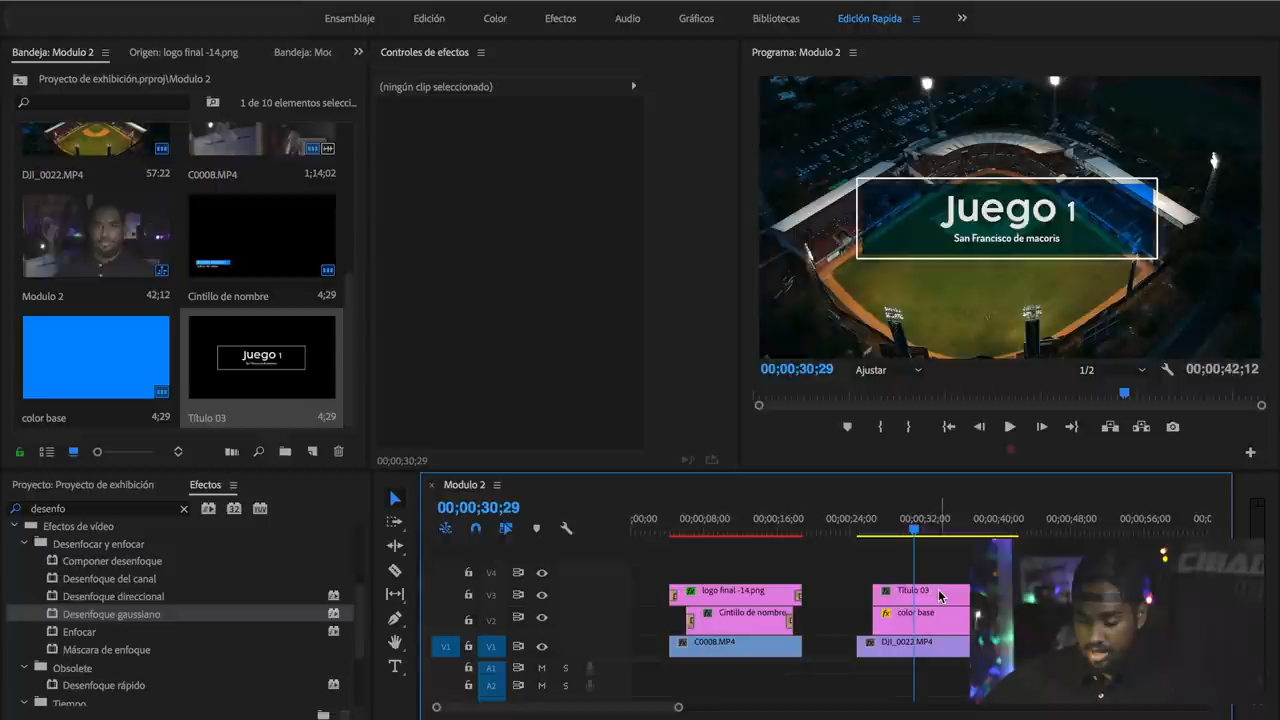 Ensamblaje Edición Color Efectos Audio Gráficos Bibliotecas Edición Rapida
Bandeja: Modulo 2 Origen: logo final -14.png Bandeja: Moc
Controles de efectos
Programa: Modulo 2
Proyecto de exhibición.prproj\Modulo 2
1 de 10 elementos selecci...
(ningún clip seleccionado)
DJI_0022.MP4 57:22
C0008.MP4 1;14;02
Modulo 2 42;12
Cintillo de nombre 4;29
Juego 1
color base 4;29
Título 03 4;29
Juego 1
San Francisco de macoris
00;00;30;29 Ajustar 1/2 00;00;42;12
00;00;30;29
Proyecto: Proyecto de exhibición Efectos
desenfo
Efectos de vídeo
Desenfocar y enfocar
Componer desenfoque
Desenfoque del canal
Desenfoque direccional
Desenfoque gaussiano
Enfocar
Máscara de enfoque
Obsolete
Desenfoque rápido
Tiempo
Modulo 2
00;00;30;29
;00;00 00;00;08;00 00;00;16;00 00;00;24;00 00;00;32;00 00;00;40;00 00;00;48;00 00;00;56;00 00;0
V4
V3 logo final -14.png Título 03
V2 Cintillo de nombre color base
V1 V1 C0008.MP4 DJI_0022.MP4
A1 M S
A2 M S